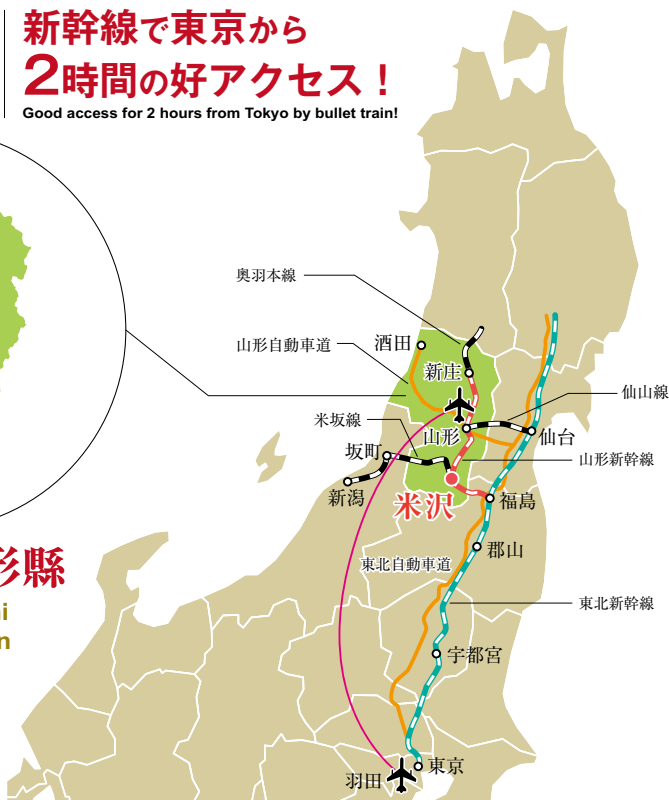 新幹線で東京から
2時間の好アクセス！
Good access for 2 hours from Tokyo by bullet train!
奥羽本線
山形自動車道
酒田
新庄
仙山線
米坂線
山形
仙台
坂町
山形新幹線
新潟
米沢
福島
東北自動車道
郡山
形縣
ni
n
東北新幹線
宇都宮
東京
羽田